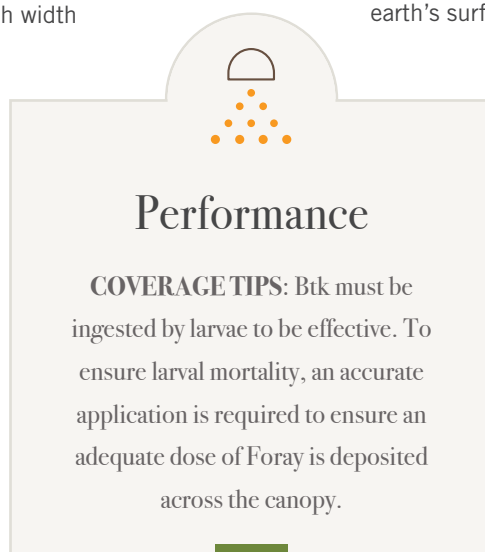 h width
earth's surf
Performance
COVERAGE TIPS: Btk must be
ingested by larvae to be effective. To
ensure larval mortality, an accurate
application is required to ensure an
adequate dose of Foray is deposited
across the canopy.